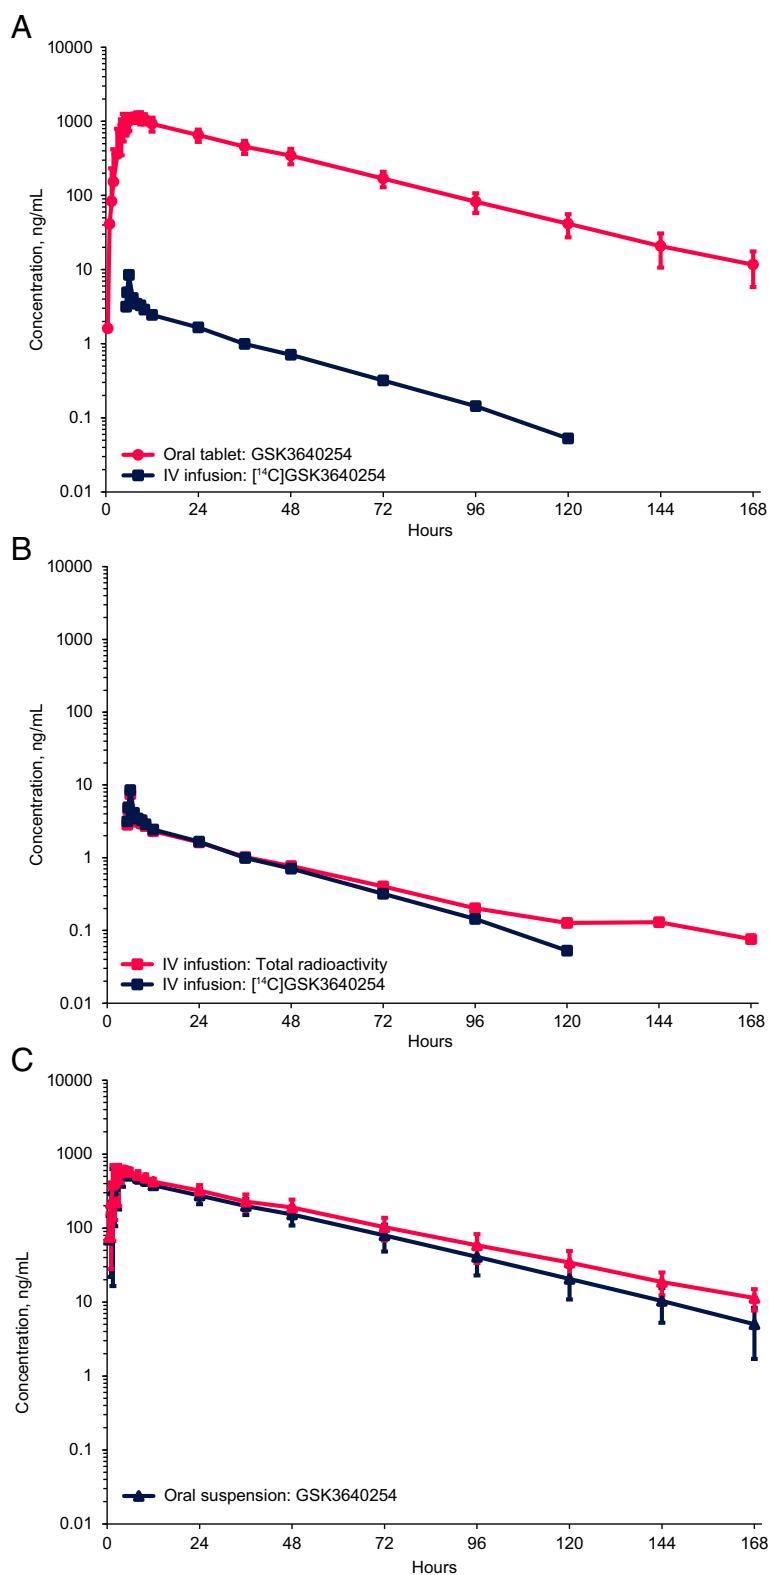 A
10000
1000
100
10
1
0.1
0.01
Concentration, ng/mL
Oral tablet: GSK3640254
IV infusion: [¹⁴C]GSK3640254
0 24 48 72 96 120 144 168
Hours
B
10000
1000
100
10
1
0.1
0.01
Concentration, ng/mL
IV infustion: Total radioactivity
IV infusion: [¹⁴C]GSK3640254
0 24 48 72 96 120 144 168
Hours
C
10000
1000
100
10
1
0.1
0.01
Concentration, ng/mL
Oral suspension: GSK3640254
0 24 48 72 96 120 144 168
Hours